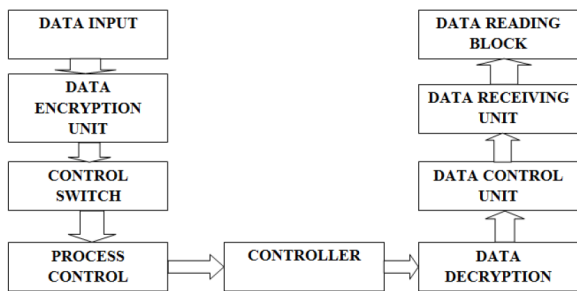 DATA INPUT
DATA
ENCRYPTION
UNIT
CONTROL
SWITCH
PROCESS
CONTROL
CONTROLLER
DATA
DECRYPTION
DATA CONTROL
UNIT
DATA RECEIVING
UNIT
DATA READING
BLOCK